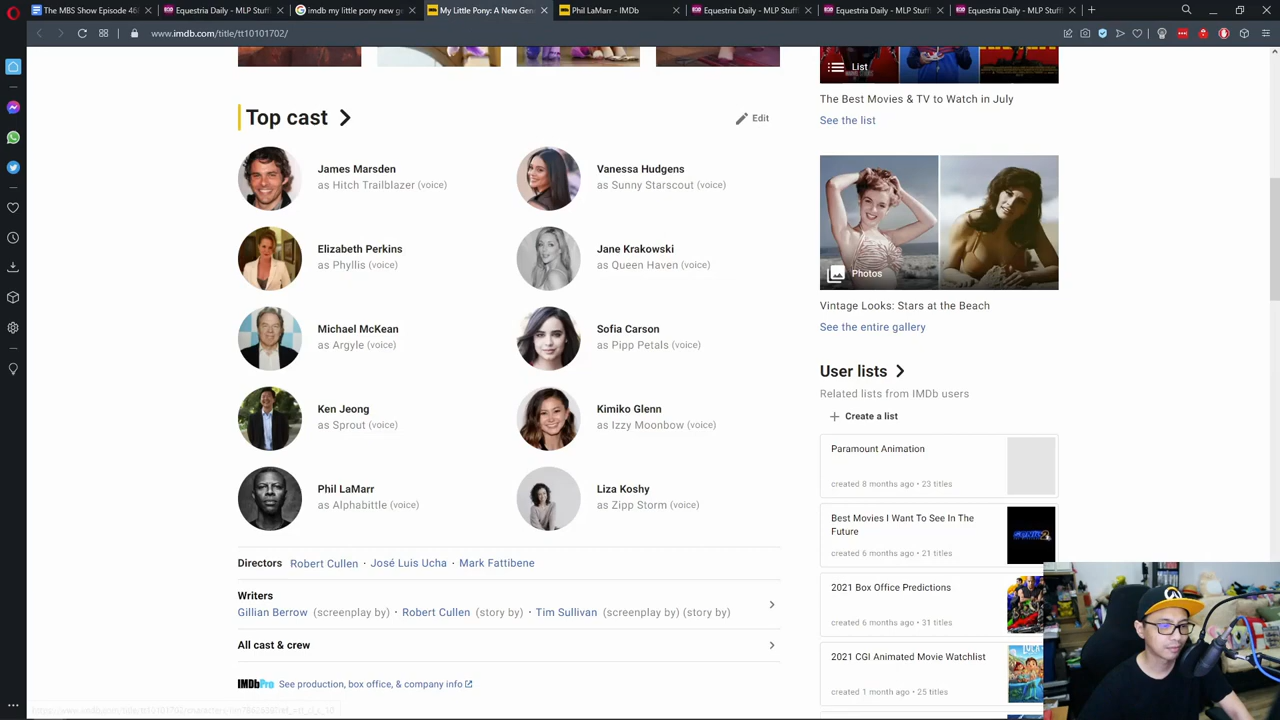 The MBS Show Episode 468
Equestria Daily - MLP Stuff
imdb my little pony new ge
My Little Pony: A New Gen
Phil LaMarr - IMDb
Equestria Daily - MLP Stuff
Equestria Daily - MLP Stuff
www.imdb.com/title/tt10101702/
Top cast
Edit
James Marsden
as Hitch Trailblazer (voice)
Vanessa Hudgens
as Sunny Starscout (voice)
Elizabeth Perkins
as Phyllis (voice)
Jane Krakowski
as Queen Haven (voice)
Michael McKean
as Argyle (voice)
Sofia Carson
as Pipp Petals (voice)
Ken Jeong
as Sprout (voice)
Kimiko Glenn
as Izzy Moonbow (voice)
Phil LaMarr
as Alphabittle (voice)
Liza Koshy
as Zipp Storm (voice)
Directors Robert Cullen · José Luis Ucha · Mark Fattibene
Writers
Gillian Berrow (screenplay by) · Robert Cullen (story by) · Tim Sullivan (screenplay by) (story by)
All cast & crew
IMDbPro See production, box office, & company info
List
The Best Movies & TV to Watch in July
See the list
Photos
Vintage Looks: Stars at the Beach
See the entire gallery
User lists
Related lists from IMDb users
Create a list
Paramount Animation
created 8 months ago • 23 titles
Best Movies I Want To See In The
Future
created 6 months ago • 21 titles
2021 Box Office Predictions
created 6 months ago • 31 titles
2021 CGI Animated Movie Watchlist
created 1 month ago • 25 titles
LUCA